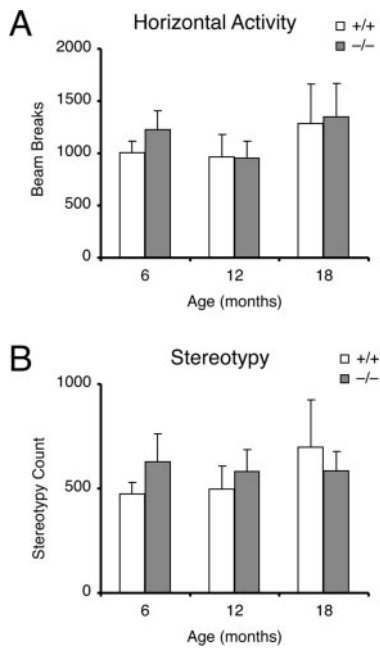 A
Horizontal Activity
+/+
–/–
2000
1500
1000
500
0
Beam Breaks
6 12 18
Age (months)
B
Stereotypy
+/+
–/–
1000
500
0
Stereotypy Count
6 12 18
Age (months)